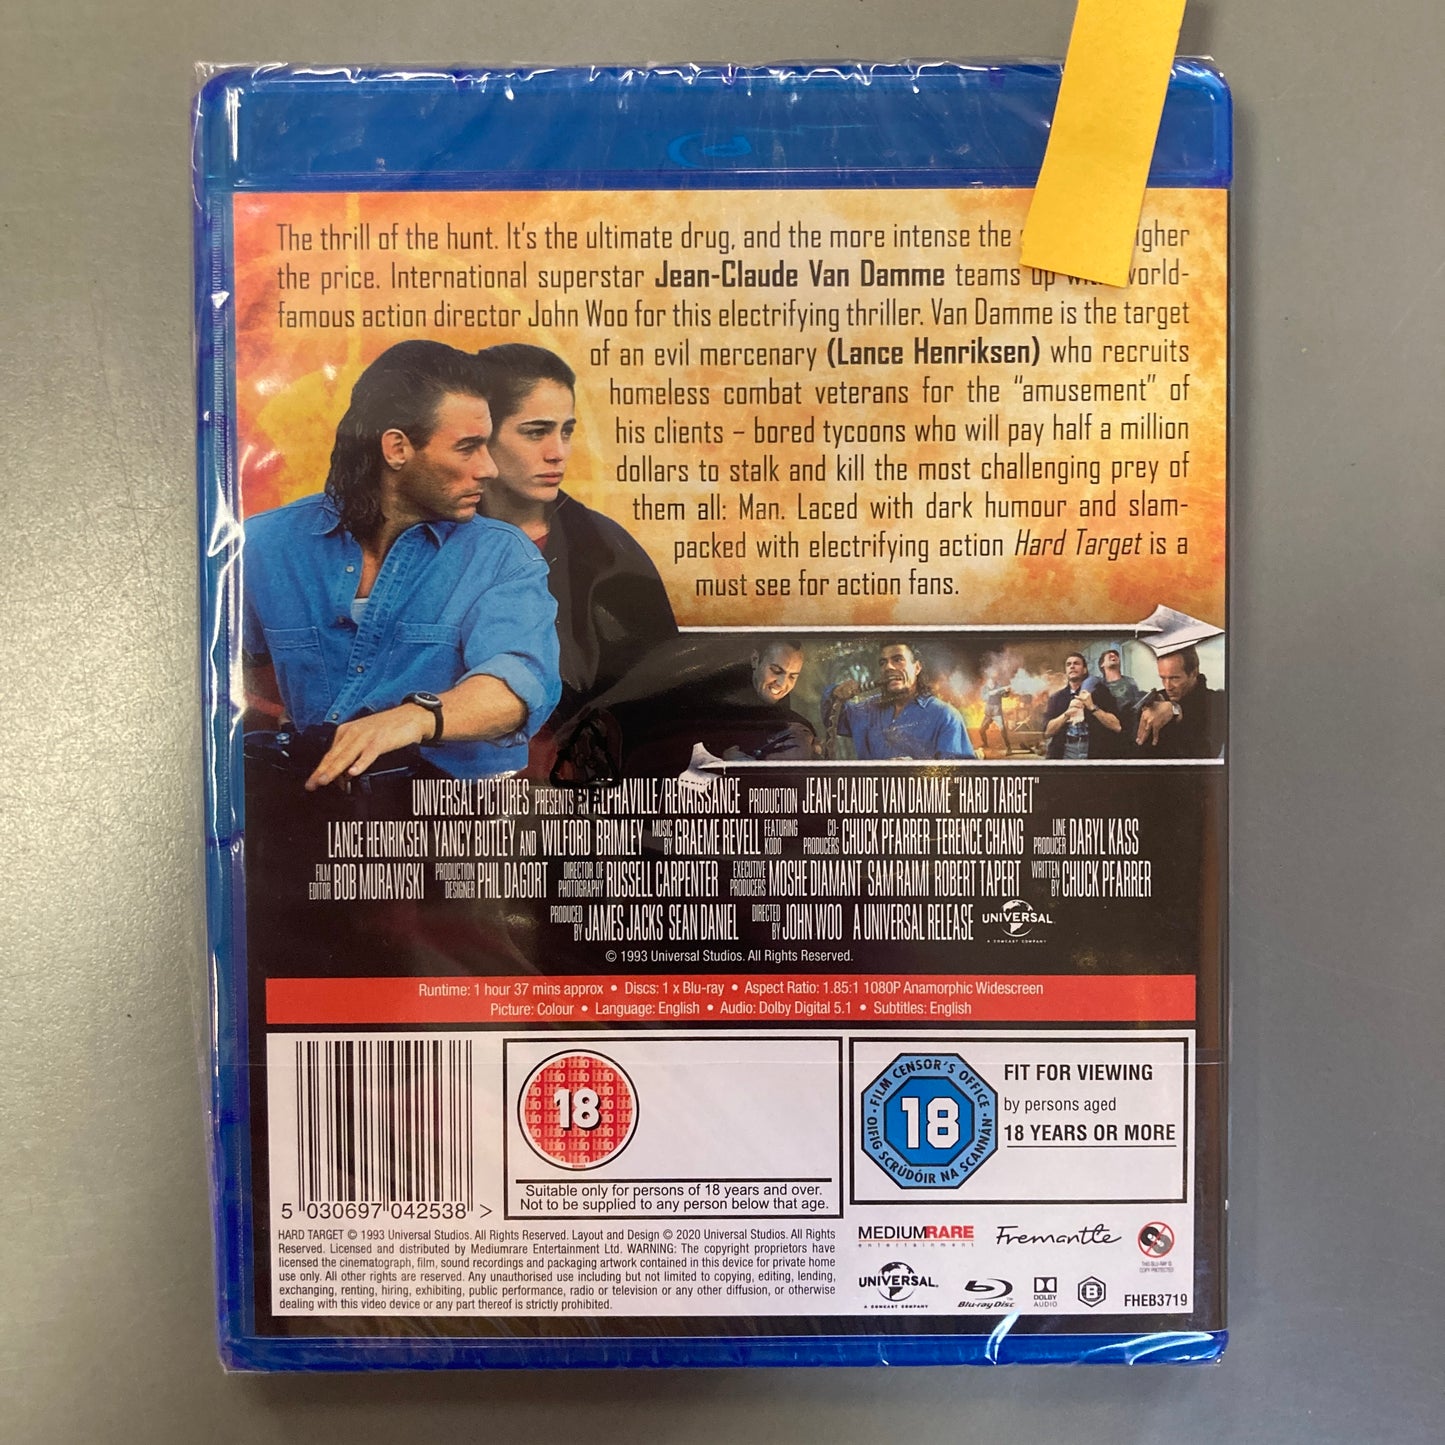 The thrill of the hunt. It's the ultimate drug, and the more intense the igher
the price. International superstar Jean-Claude Van Damme teams up world-
famous action director John Woo for this electrifying thriller. Van Damme is the target
of an evil mercenary (Lance Henriksen) who recruits
homeless combat veterans for the "amusement" of
his clients – bored tycoons who will pay half a million
dollars to stalk and kill the most challenging prey of
them all: Man. Laced with dark humour and slam-
packed with electrifying action Hard Target is a
must see for action fans.
UNIVERSAL PICTURES PRESENTS AN ALPHAVILLE/RENAISSANCE PRODUCTION JEAN-CLAUDE VAN DAMME "HARD TARGET"
LANCE HENRIKSEN YANCY BUTLEY AND WILFORD BRIMLEY MUSIC BY GRAEME REVELL FEATURING KODO CO-PRODUCERS CHUCK PFARRER TERENCE CHANG LINE PRODUCER DARYL KASS
FILM EDITOR BOB MURAWSKI PRODUCTION DESIGNER PHIL DAGORT DIRECTOR OF PHOTOGRAPHY RUSSELL CARPENTER EXECUTIVE PRODUCERS MOSHE DIAMANT SAM RAIMI ROBERT TAPERT WRITTEN BY CHUCK PFARRER
PRODUCED BY JAMES JACKS SEAN DANIEL DIRECTED BY JOHN WOO A UNIVERSAL RELEASE UNIVERSAL
A COMCAST COMPANY
© 1993 Universal Studios. All Rights Reserved.
Runtime: 1 hour 37 mins approx • Discs: 1 x Blu-ray • Aspect Ratio: 1.85:1 1080P Anamorphic Widescreen
Picture: Colour • Language: English • Audio: Dolby Digital 5.1 • Subtitles: English
5 030697 042538 >
18
Suitable only for persons of 18 years and over.
Not to be supplied to any person below that age.
· FILM CENSOR'S OFFICE ·
18
OIFIG SCRÚDÓIR NA SCANNÁN
FIT FOR VIEWING
by persons aged
18 YEARS OR MORE
HARD TARGET © 1993 Universal Studios. All Rights Reserved. Layout and Design © 2020 Universal Studios. All Rights
Reserved. Licensed and distributed by Mediumrare Entertainment Ltd. WARNING: The copyright proprietors have
licensed the cinematograph, film, sound recordings and packaging artwork contained in this device for private home
use only. All other rights are reserved. Any unauthorised use including but not limited to copying, editing, lending,
exchanging, renting, hiring, exhibiting, public performance, radio or television or any other diffusion, or otherwise
dealing with this video device or any part thereof is strictly prohibited.
MEDIUMRARE
entertainment
Fremantle
THIS BLU-RAY IS
COPY PROTECTED
UNIVERSAL
A COMCAST COMPANY
Blu-ray Disc
DOLBY
AUDIO
B
FHEB3719